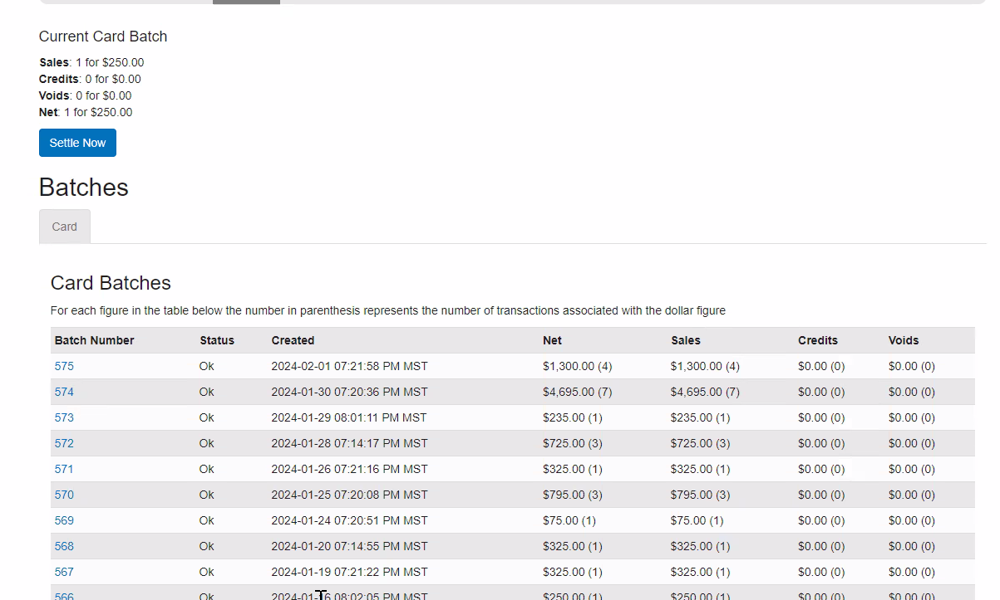 Current Card Batch
Sales: 1 for $250.00
Credits: 0 for $0.00
Voids: 0 for $0.00
Net: 1 for $250.00
Settle Now
Batches
Card
Card Batches
For each figure in the table below the number in parenthesis represents the number of transactions associated with the dollar figure
Batch Number Status Created Net Sales Credits Voids
575 Ok 2024-02-01 07:21:58 PM MST $1,300.00 (4) $1,300.00 (4) $0.00 (0) $0.00 (0)
574 Ok 2024-01-30 07:20:36 PM MST $4,695.00 (7) $4,695.00 (7) $0.00 (0) $0.00 (0)
573 Ok 2024-01-29 08:01:11 PM MST $235.00 (1) $235.00 (1) $0.00 (0) $0.00 (0)
572 Ok 2024-01-28 07:14:17 PM MST $725.00 (3) $725.00 (3) $0.00 (0) $0.00 (0)
571 Ok 2024-01-26 07:21:16 PM MST $325.00 (1) $325.00 (1) $0.00 (0) $0.00 (0)
570 Ok 2024-01-25 07:20:08 PM MST $795.00 (3) $795.00 (3) $0.00 (0) $0.00 (0)
569 Ok 2024-01-24 07:20:51 PM MST $75.00 (1) $75.00 (1) $0.00 (0) $0.00 (0)
568 Ok 2024-01-20 07:14:55 PM MST $325.00 (1) $325.00 (1) $0.00 (0) $0.00 (0)
567 Ok 2024-01-19 07:21:22 PM MST $325.00 (1) $325.00 (1) $0.00 (0) $0.00 (0)
566 Ok 2024-01-16 08:02:05 PM MST $250.00 (1) $250.00 (1) $0.00 (0) $0.00 (0)